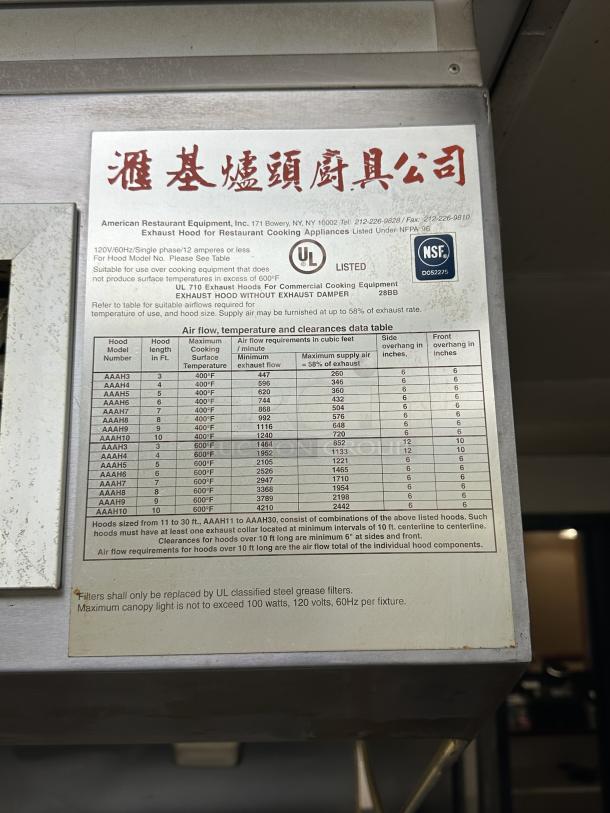 滙基爐頭廚具公司
American Restaurant Equipment, Inc. 171 Bowery, NY, NY 10002 Tel: 212-226-9828 / Fax: 212-226-9810
Exhaust Hood for Restaurant Cooking Appliances Listed Under NFPA 96
120V/60Hz/Single phase/12 amperes or less
For Hood Model No. Please See Table
Suitable for use over cooking equipment that does
not produce surface temperatures in excess of 600°F
UL
LISTED
NSF
DO52275
UL 710 Exhaust Hoods For Commercial Cooking Equipment
EXHAUST HOOD WITHOUT EXHAUST DAMPER 28BB
Refer to table for suitable airflows required for
temperature of use, and hood size. Supply air may be furnished at up to 58% of exhaust rate.
Air flow, temperature and clearances data table
Hood Model Number | Hood length in Ft. | Maximum Cooking Surface Temperature | Air flow requirements in cubic feet / minute | Side overhang in inches, | Front overhang in inches
Minimum exhaust flow | Maximum supply air = 58% of exhaust
AAAH3 3 400°F 447 260 6 6
AAAH4 4 400°F 596 346 6 6
AAAH5 5 400°F 620 360 6 6
AAAH6 6 400°F 744 432 6 6
AAAH7 7 400°F 868 504 6 6
AAAH8 8 400°F 992 576 6 6
AAAH9 9 400°F 1116 648 6 6
AAAH10 10 400°F 1240 720 6 6
AAAH3 3 600°F 1464 852 12 10
AAAH4 4 600°F 1952 1133 12 10
AAAH5 5 600°F 2105 1221 6 6
AAAH6 6 600°F 2526 1465 6 6
AAAH7 7 600°F 2947 1710 6 6
AAAH8 8 600°F 3368 1954 6 6
AAAH9 9 600°F 3789 2198 6 6
AAAH10 10 600°F 4210 2442 6 6
Hoods sized from 11 to 30 ft., AAAH11 to AAAH30, consist of combinations of the above listed hoods. Such
hoods must have at least one exhaust collar located at minimum intervals of 10 ft. centerline to centerline.
Clearances for hoods over 10 ft long are minimum 6" at sides and front.
Air flow requirements for hoods over 10 ft long are the air flow total of the individual hood components.
Filters shall only be replaced by UL classified steel grease filters.
Maximum canopy light is not to exceed 100 watts, 120 volts, 60Hz per fixture.